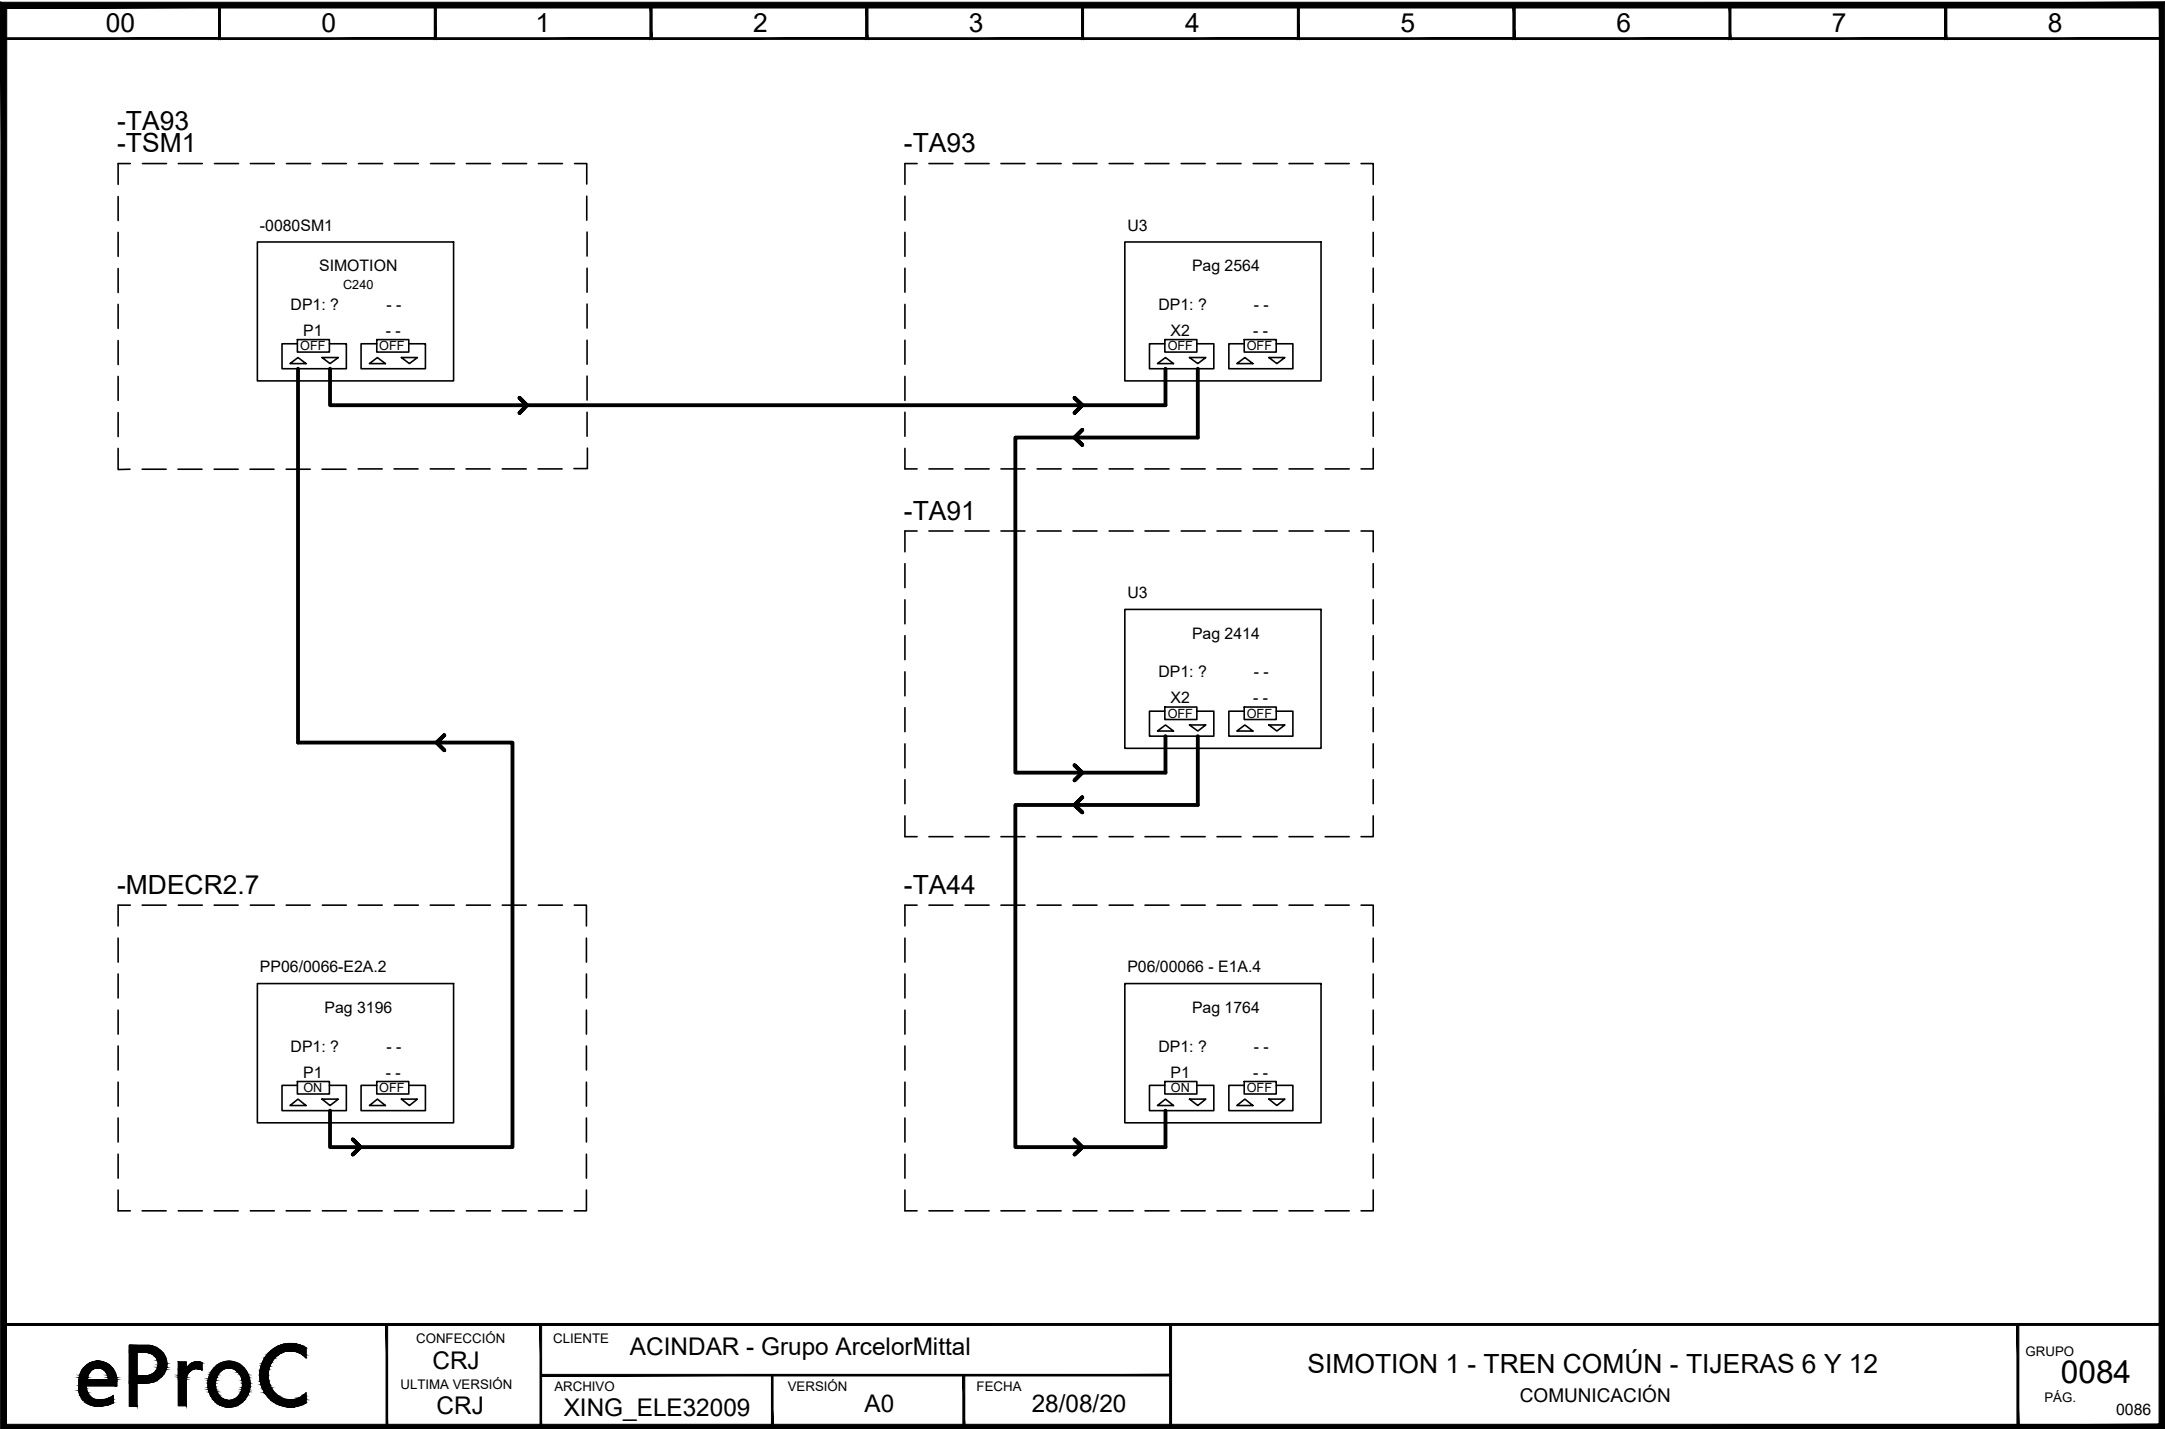 00 0 1 2 3 4 5 6 7 8
-TA93
-TSM1
-0080SM1
SIMOTION
C240
DP1: ? - -
P1 - -
OFF OFF
-TA93
U3
Pag 2564
DP1: ? - -
X2 - -
OFF OFF
-TA91
U3
Pag 2414
DP1: ? - -
X2 - -
OFF OFF
-MDECR2.7
PP06/0066-E2A.2
Pag 3196
DP1: ? - -
P1 - -
ON OFF
-TA44
P06/00066 - E1A.4
Pag 1764
DP1: ? - -
P1 - -
ON OFF
eProC
CONFECCIÓN
CRJ
ULTIMA VERSIÓN
CRJ
CLIENTE ACINDAR - Grupo ArcelorMittal
ARCHIVO
XING_ELE32009
VERSIÓN
A0
FECHA
28/08/20
SIMOTION 1 - TREN COMÚN - TIJERAS 6 Y 12
COMUNICACIÓN
GRUPO
0084
PÁG.
0086